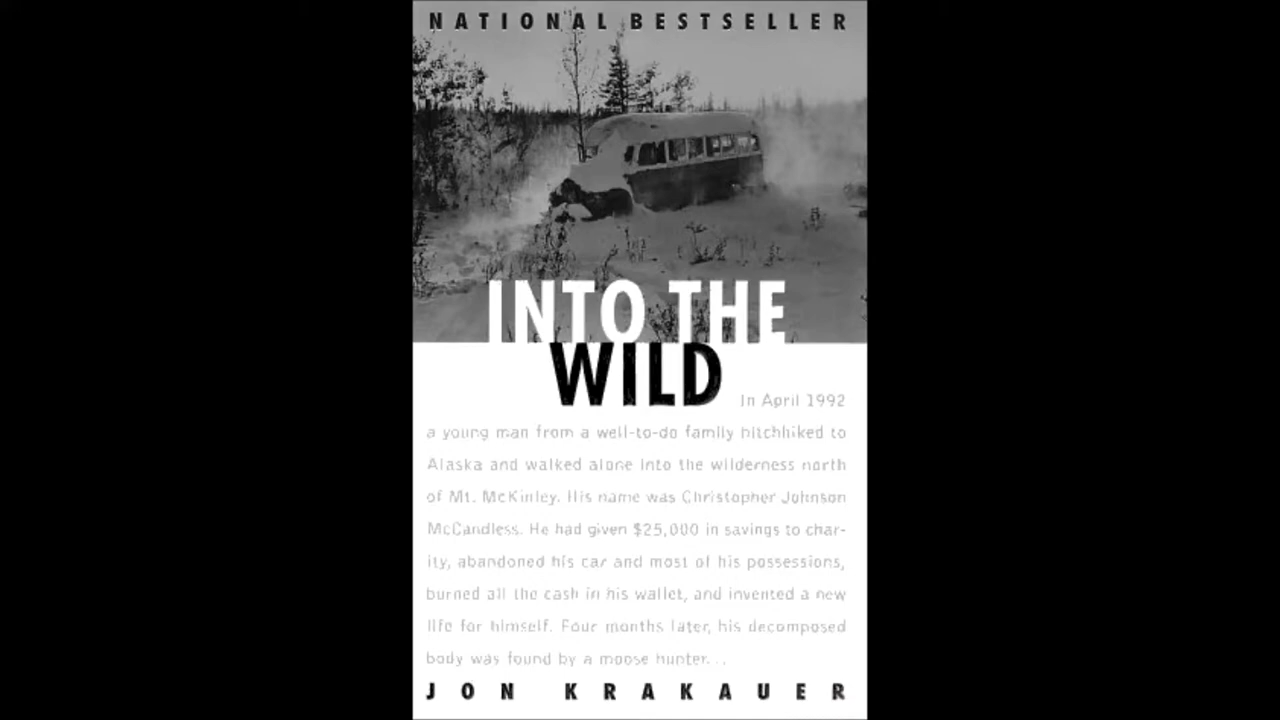 NATIONAL BESTSELLER
INTO THE
WILD
In April 1992
a young man from a well-to-do family hitchhiked to
Alaska and walked alone into the wilderness north
of Mt. McKinley. His name was Christopher Johnson
McCandless. He had given $25,000 in savings to char-
ity, abandoned his car and most of his possessions,
burned all the cash in his wallet, and invented a new
life for himself. Four months later, his decomposed
body was found by a moose hunter...
JON KRAKAUER